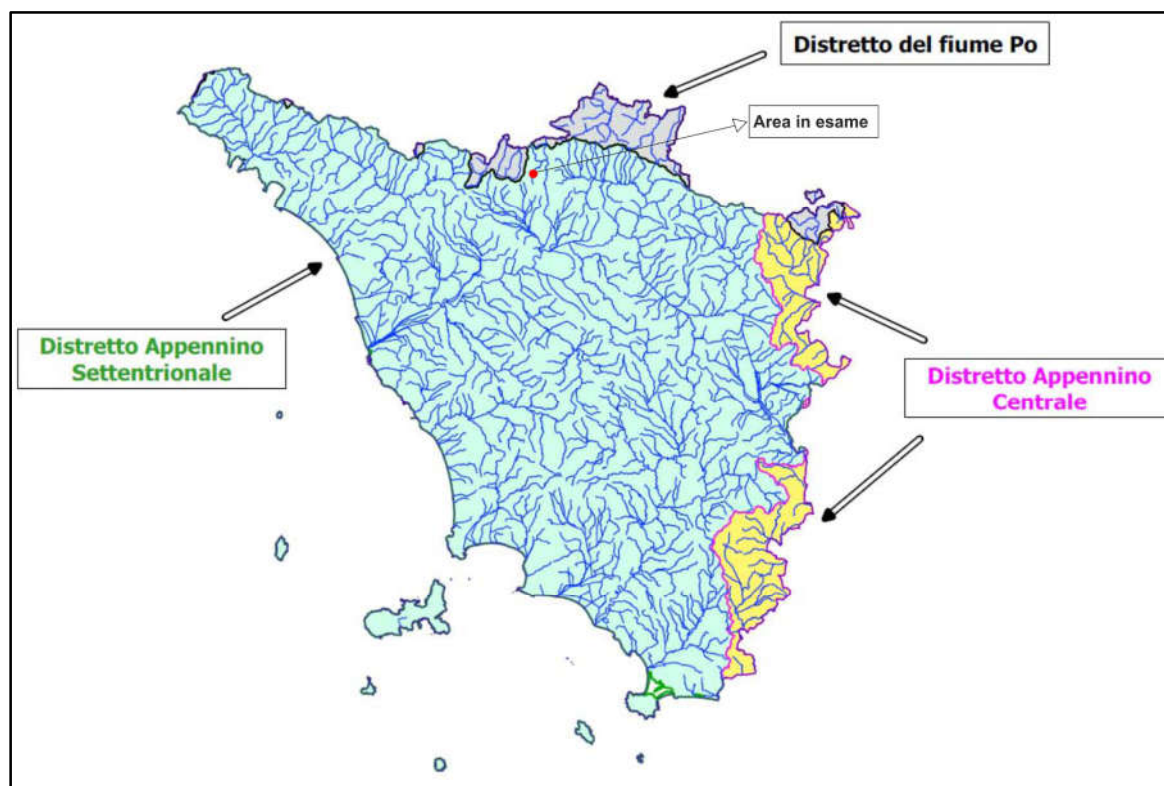 Distretto del fiume Po
Area in esame
Distretto Appennino
Settentrionale
Distretto Appennino
Centrale